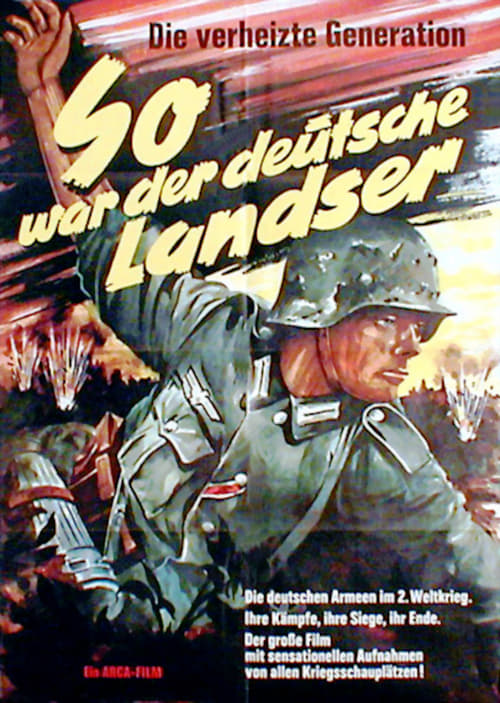 Die verheizte Generation
So
war der deutsche
Landser
Die deutschen Armeen im 2. Weltkrieg.
Ihre Kämpfe, ihre Siege, ihr Ende.
Der große Film
mit sensationellen Aufnahmen
von allen Kriegsschauplätzen!
Ein ARCA-FILM